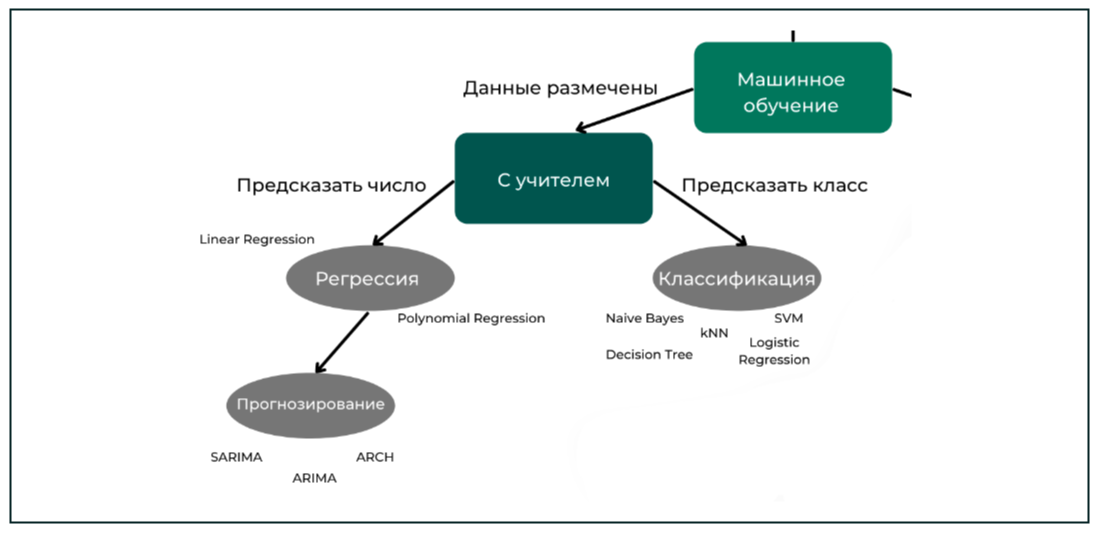 Машинное
обучение
Данные размечены
С учителем
Предсказать число
Предсказать класс
Linear Regression
Регрессия
Классификация
Polynomial Regression
Naive Bayes
SVM
kNN
Logistic
Regression
Decision Tree
Прогнозирование
SARIMA
ARCH
ARIMA